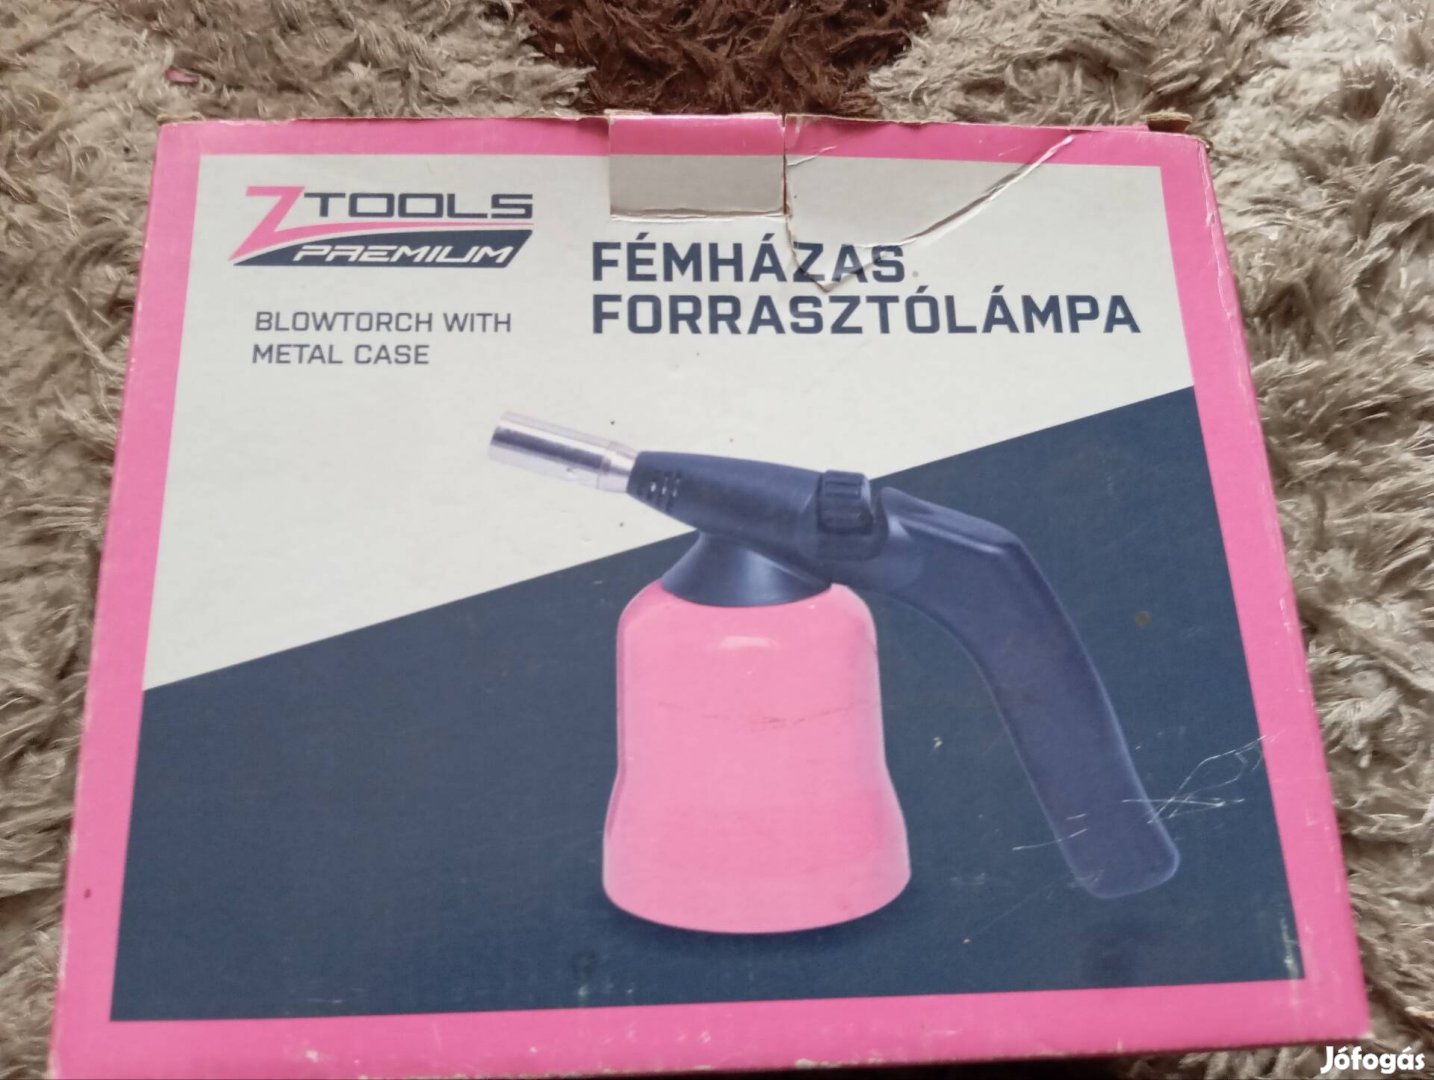 ZTOOLS
PREMIUM
BLOWTORCH WITH
METAL CASE
FÉMHÁZAS
FORRASZTÓLÁMPA
Jófogás